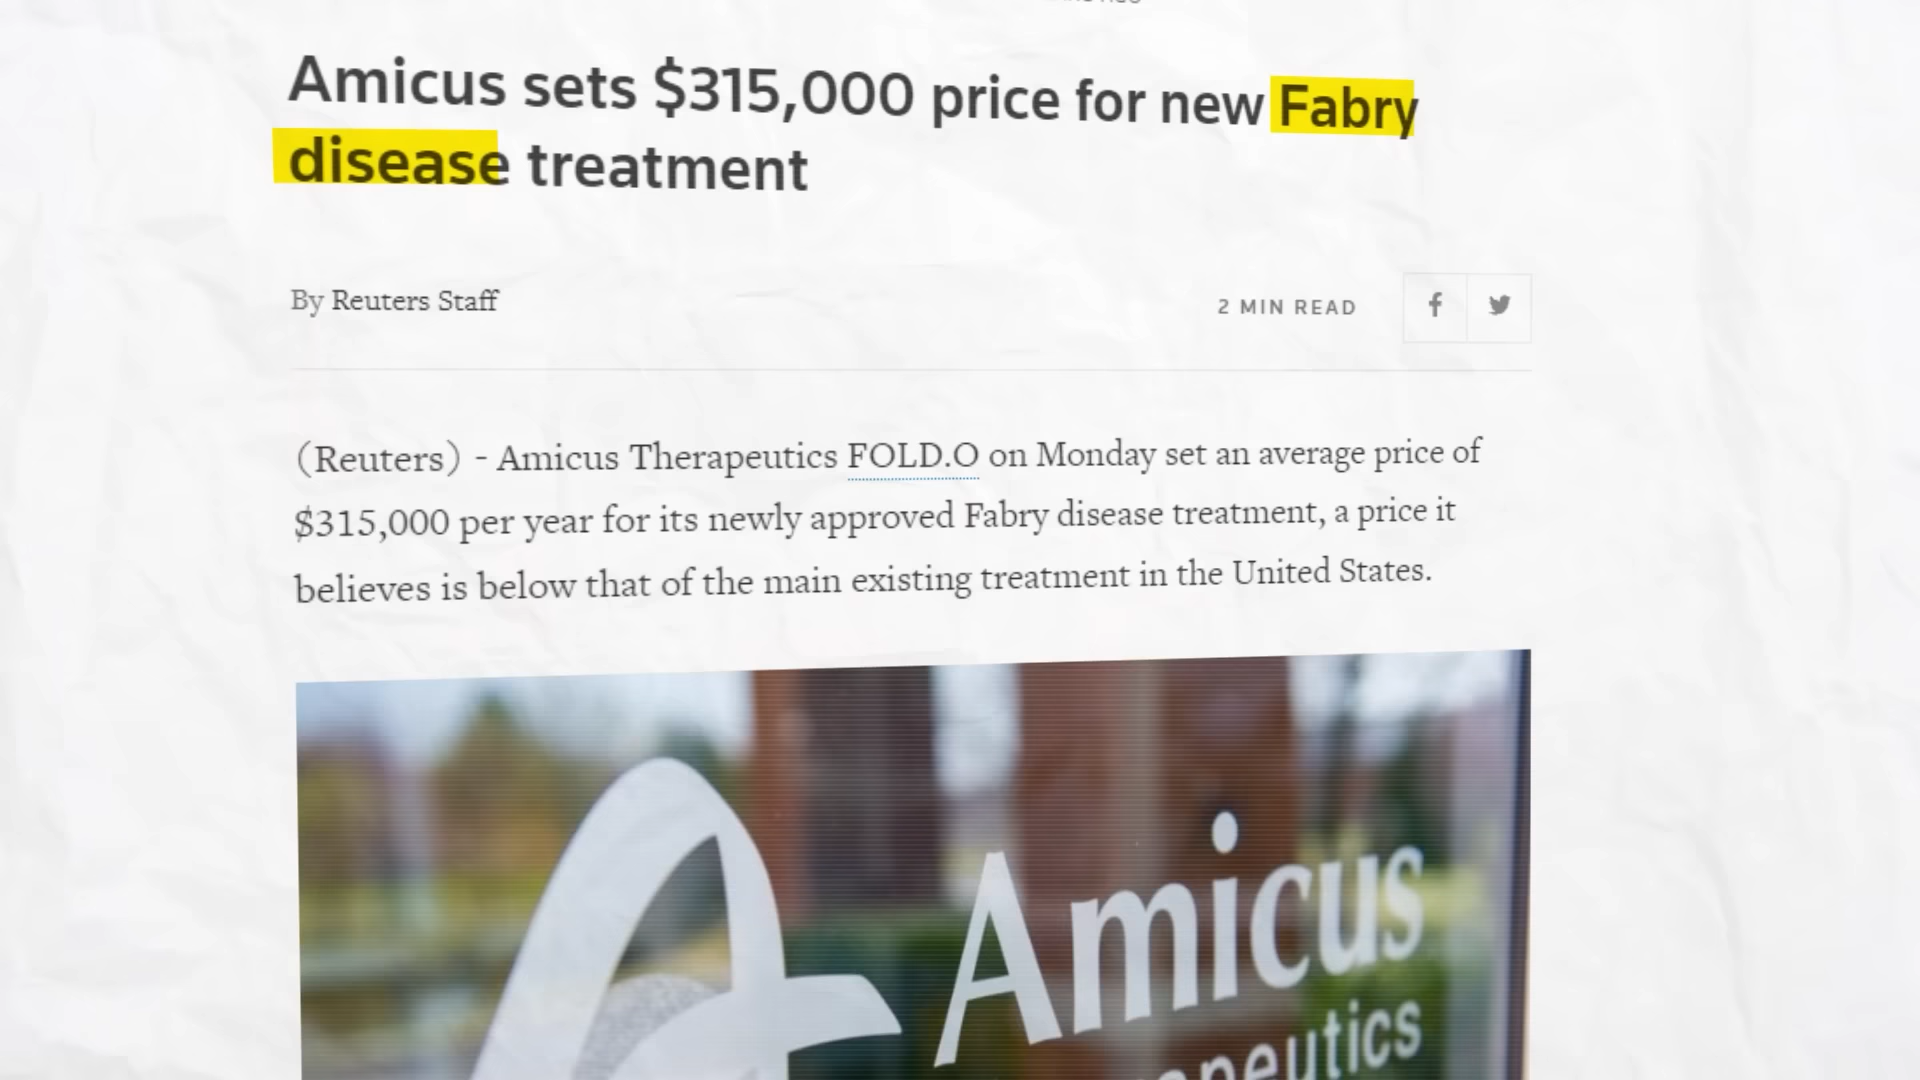 Amicus sets $315,000 price for new Fabry
disease treatment
By Reuters Staff
2 MIN READ
(Reuters) - Amicus Therapeutics FOLD.O on Monday set an average price of
$315,000 per year for its newly approved Fabry disease treatment, a price it
believes is below that of the main existing treatment in the United States.
Amicus